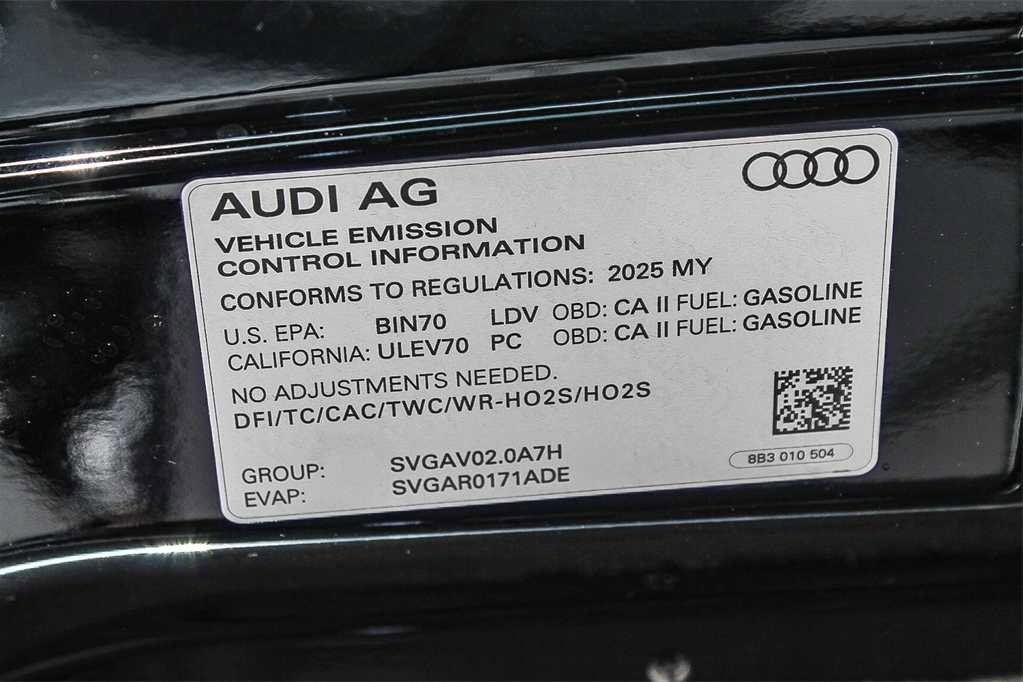 AUDI AG
VEHICLE EMISSION
CONTROL INFORMATION
CONFORMS TO REGULATIONS: 2025 MY
U.S. EPA: BIN70 LDV OBD: CA II FUEL: GASOLINE
CALIFORNIA: ULEV70 PC OBD: CA II FUEL: GASOLINE
NO ADJUSTMENTS NEEDED.
DFI/TC/CAC/TWC/WR-HO2S/HO2S
GROUP: SVGAV02.0A7H
EVAP: SVGAR0171ADE
8B3 010 504